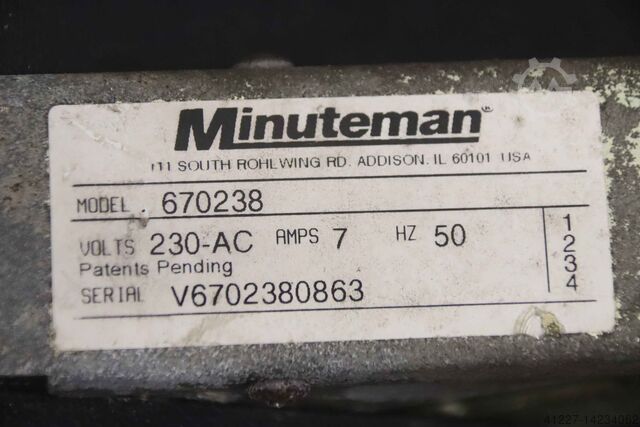 Minuteman®
111 SOUTH ROHLWING RD. ADDISON. IL 60101 USA
MODEL . 670238
VOLTS 230-AC AMPS 7 HZ 50
Patents Pending
SERIAL V6702380863
1
2
3
4
41227-14234069